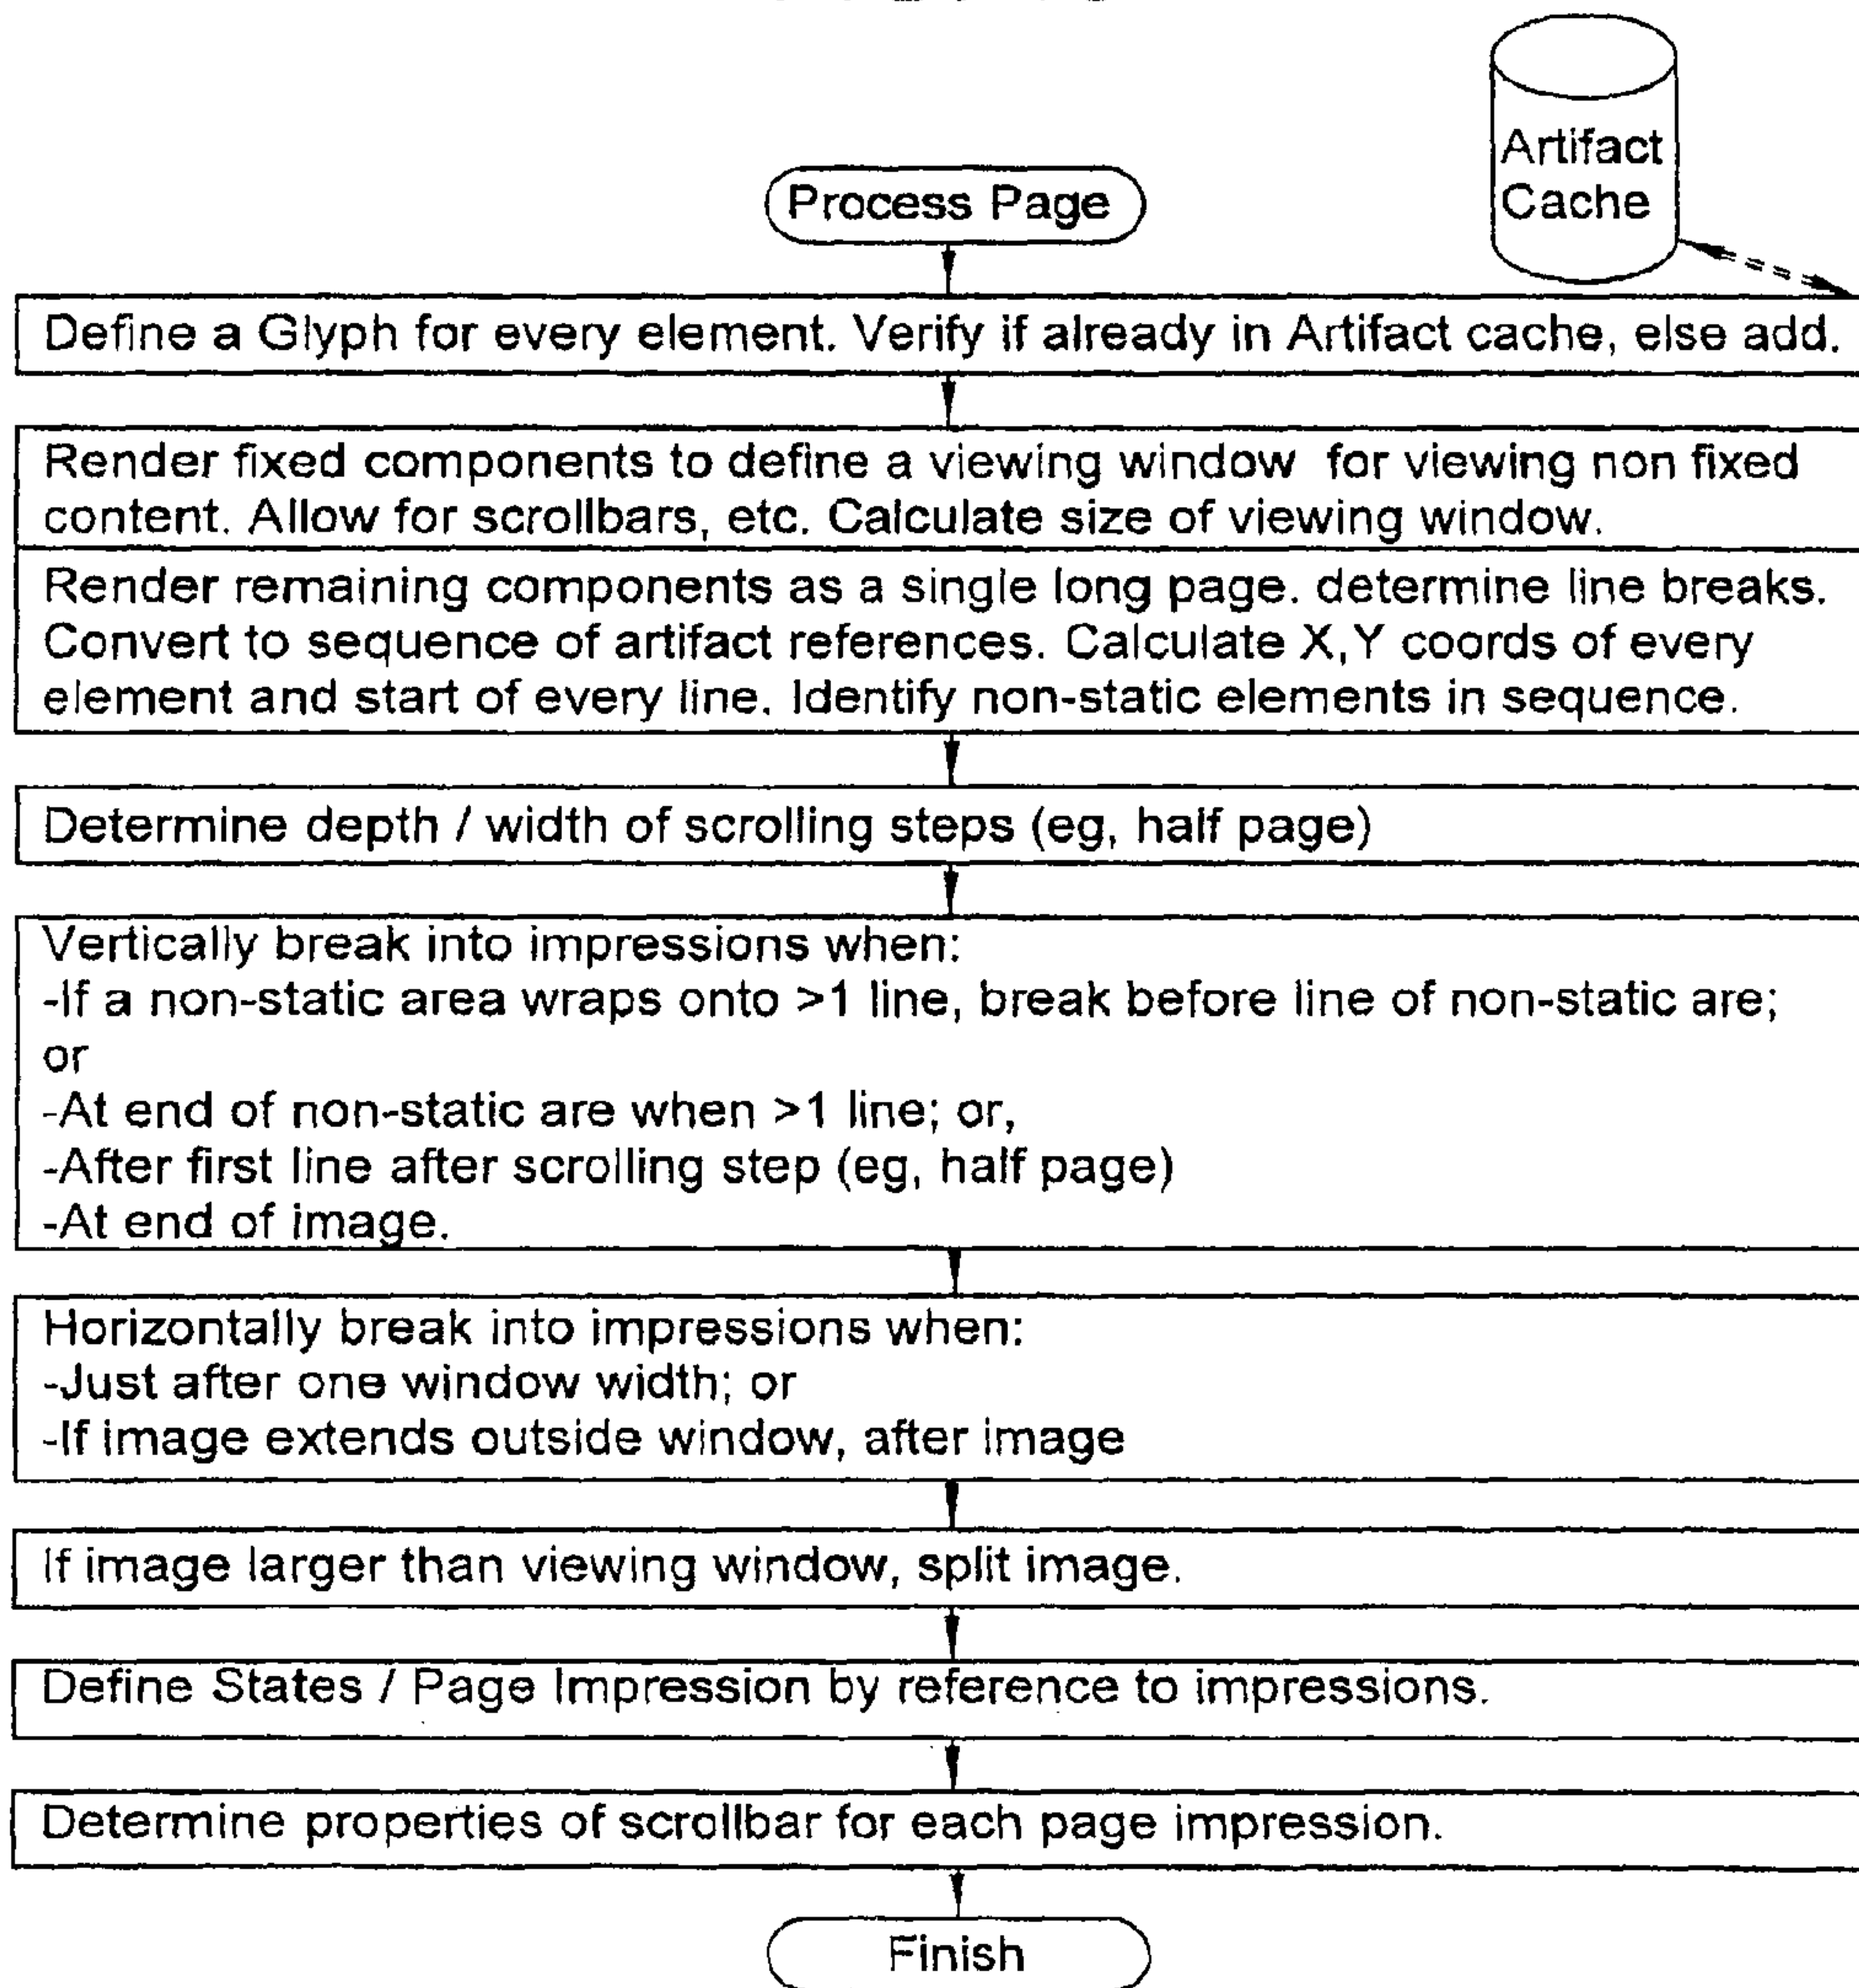 Artifact
Cache
Process Page
Define a Glyph for every element. Verify if already in Artifact cache, else add.
Render fixed components to define a viewing window for viewing non fixed
content. Allow for scrollbars, etc. Calculate size of viewing window.
Render remaining components as a single long page. determine line breaks.
Convert to sequence of artifact references. Calculate X,Y coords of every
element and start of every line. Identify non-static elements in sequence.
Determine depth / width of scrolling steps (eg, half page)
Vertically break into impressions when:
-If a non-static area wraps onto >1 line, break before line of non-static are;
or
-At end of non-static are when >1 line; or,
-After first line after scrolling step (eg, half page)
-At end of image.
Horizontally break into impressions when:
-Just after one window width; or
-If image extends outside window, after image
If image larger than viewing window, split image.
Define States / Page Impression by reference to impressions.
Determine properties of scrollbar for each page impression.
Finish